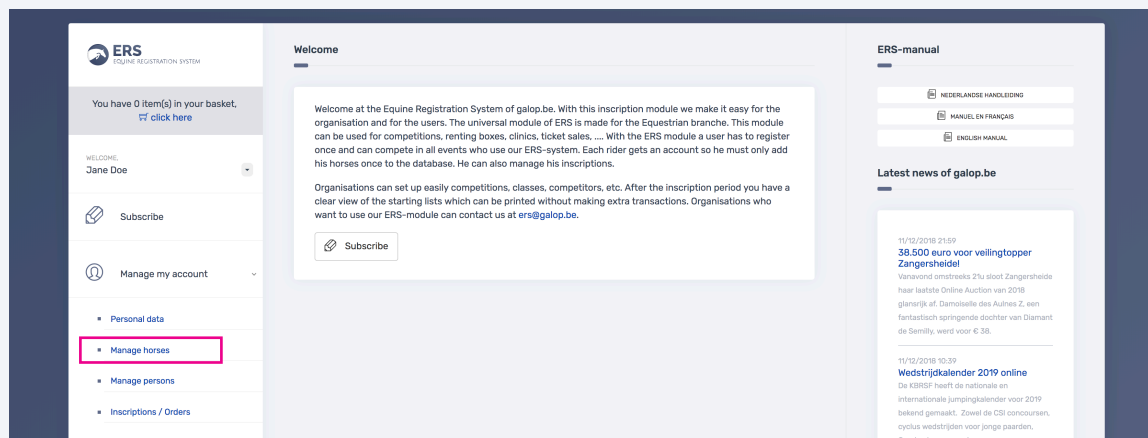 ERS
EQUINE REGISTRATION SYSTEM
You have 0 item(s) in your basket,
click here
WELCOME,
Jane Doe
Subscribe
Manage my account
Personal data
Manage horses
Manage persons
Inscriptions / Orders
Welcome
Welcome at the Equine Registration System of galop.be. With this inscription module we make it easy for the
organisation and for the users. The universal module of ERS is made for the Equestrian branche. This module
can be used for competitions, renting boxes, clinics, ticket sales, .... With the ERS module a user has to register
once and can compete in all events who use our ERS-system. Each rider gets an account so he must only add
his horses once to the database. He can also manage his inscriptions.
Organisations can set up easily competitions, classes, competitors, etc. After the inscription period you have a
clear view of the starting lists which can be printed without making extra transactions. Organisations who
want to use our ERS-module can contact us at ers@galop.be.
Subscribe
ERS-manual
NEDERLANDSE HANDLEIDING
MANUEL EN FRANÇAIS
ENGLISH MANUAL
Latest news of galop.be
11/12/2018 21:59
38.500 euro voor veilingtopper
Zangersheide!
Vanavond omstreeks 21u sloot Zangersheide
haar laatste Online Auction van 2018
glansrijk af. Damoiselle des Aulnes Z, een
fantastisch springende dochter van Diamant
de Semilly, werd voor € 38.
11/12/2018 10:39
Wedstrijdkalender 2019 online
De KBRSF heeft de nationale en
internationale jumpingkalender voor 2019
bekend gemaakt. Zowel de CSI concoursen,
cyclus wedstrijden voor jonge paarden,